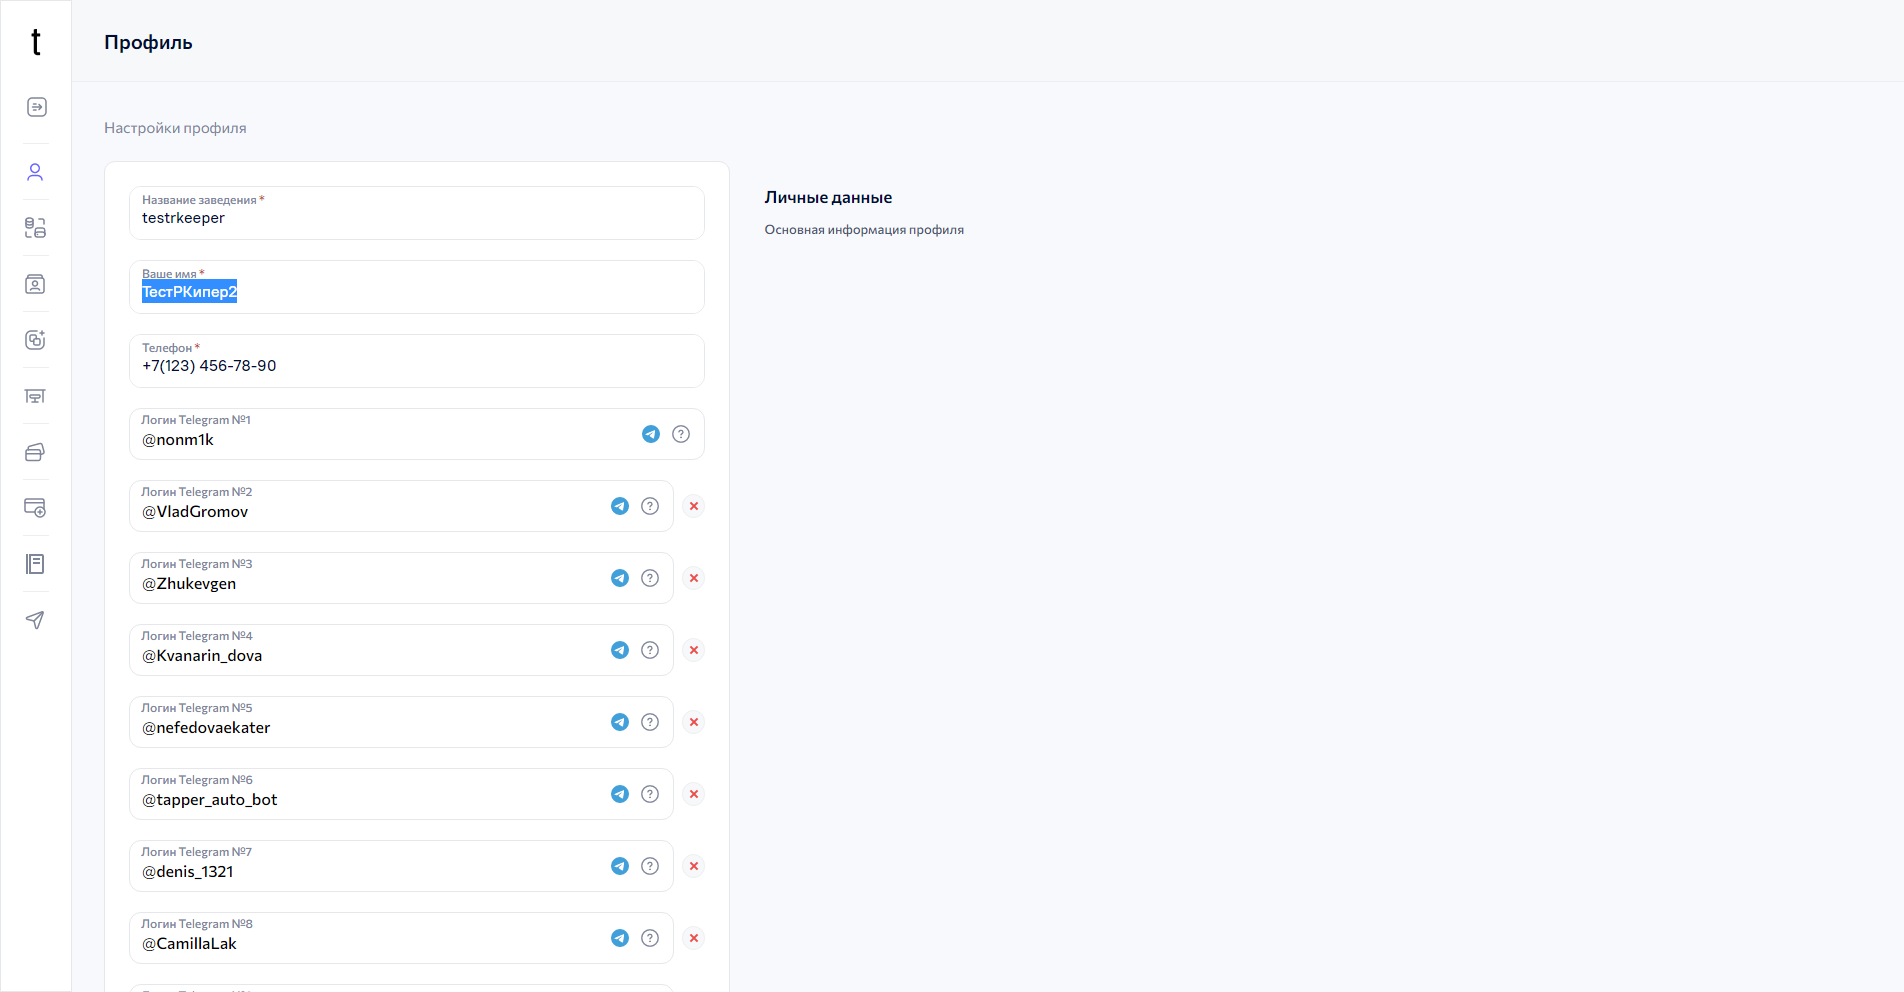 t
Профиль
Настройки профиля
Название заведения *
testrkeeper
Ваше имя *
ТестРКипер2
Телефон *
+7(123) 456-78-90
Логин Telegram №1
@nonm1k
Логин Telegram №2
@VladGromov
Логин Telegram №3
@Zhukevgen
Логин Telegram №4
@Kvanarin_dova
Логин Telegram №5
@nefedovaekater
Логин Telegram №6
@tapper_auto_bot
Логин Telegram №7
@denis_1321
Логин Telegram №8
@CamillaLak
Личные данные
Основная информация профиля